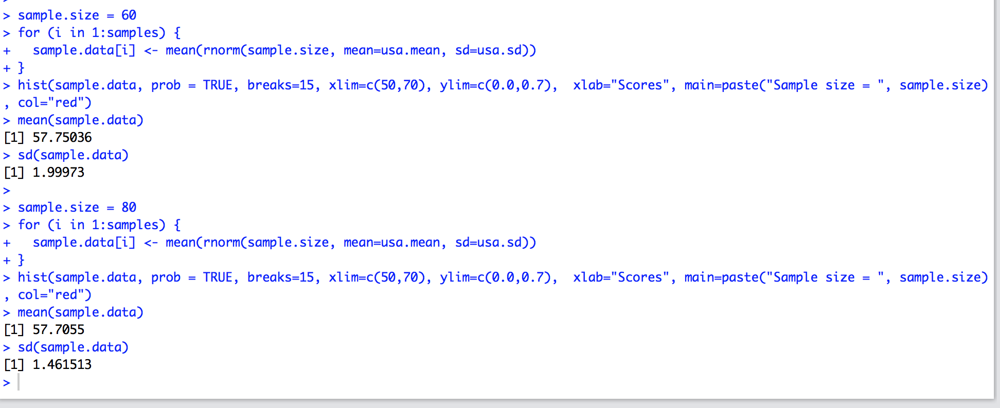 >
> sample.size = 60
> for (i in 1:samples) {
+   sample.data[i] <- mean(rnorm(sample.size, mean=usa.mean, sd=usa.sd))
+ }
> hist(sample.data, prob = TRUE, breaks=15, xlim=c(50,70), ylim=c(0.0,0.7),  xlab="Scores", main=paste("Sample size = ", sample.size)
, col="red")
> mean(sample.data)
[1] 57.75036
> sd(sample.data)
[1] 1.99973
>
> sample.size = 80
> for (i in 1:samples) {
+   sample.data[i] <- mean(rnorm(sample.size, mean=usa.mean, sd=usa.sd))
+ }
> hist(sample.data, prob = TRUE, breaks=15, xlim=c(50,70), ylim=c(0.0,0.7),  xlab="Scores", main=paste("Sample size = ", sample.size)
, col="red")
> mean(sample.data)
[1] 57.7055
> sd(sample.data)
[1] 1.461513
>